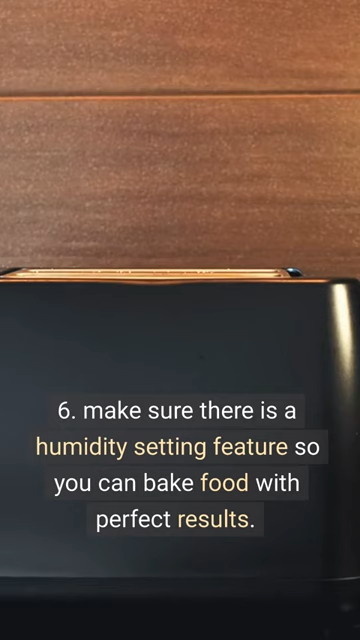 6. make sure there is a
humidity setting feature so
you can bake food with
perfect results.